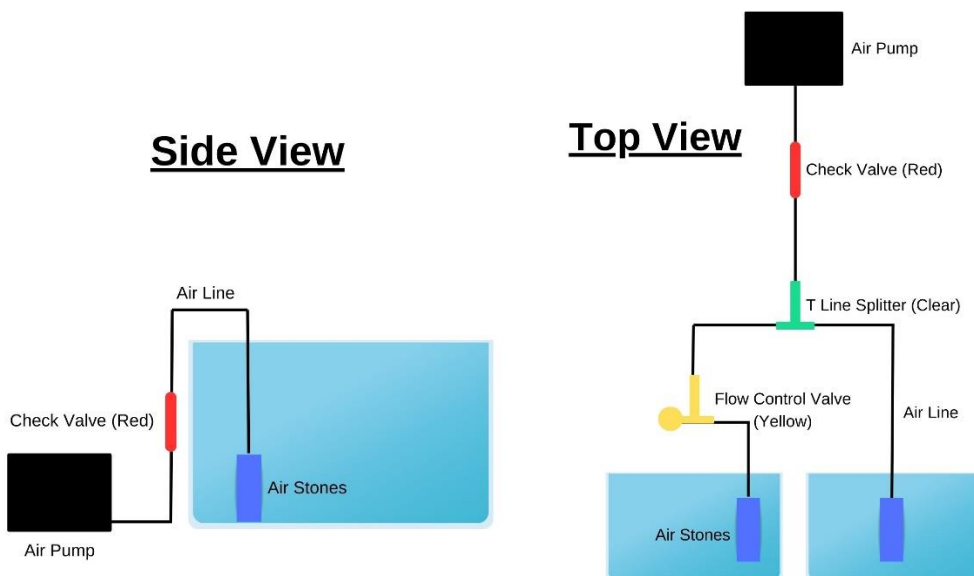 Side View
Air Line
Check Valve (Red)
Air Stones
Air Pump
Top View
Air Pump
Check Valve (Red)
T Line Splitter (Clear)
Flow Control Valve
(Yellow)
Air Line
Air Stones